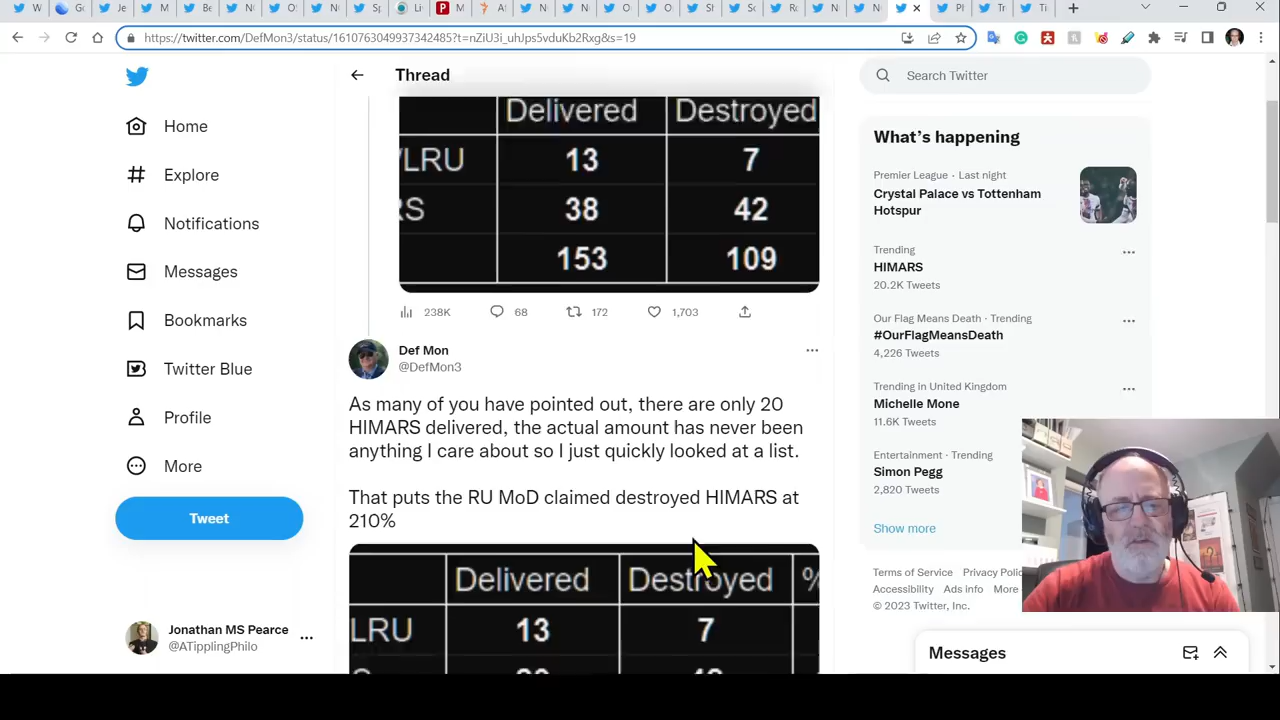 https://twitter.com/DefMon3/status/1610763049937342485?t=nZiU3i_uhJps5vduKb2Rxg&s=19
Home
Explore
Notifications
Messages
Bookmarks
Twitter Blue
Profile
More
Tweet
Jonathan MS Pearce
@ATipplingPhilo
Thread
Delivered Destroyed
/LRU 13 7
RS 38 42
153 109
238K 68 172 1,703
Def Mon
@DefMon3
As many of you have pointed out, there are only 20
HIMARS delivered, the actual amount has never been
anything I care about so I just quickly looked at a list.
That puts the RU MoD claimed destroyed HIMARS at
210%
Delivered Destroyed %
LRU 13 7
Search Twitter
What's happening
Premier League · Last night
Crystal Palace vs Tottenham
Hotspur
Trending
HIMARS
20.2K Tweets
Our Flag Means Death · Trending
#OurFlagMeansDeath
4,226 Tweets
Trending in United Kingdom
Michelle Mone
11.6K Tweets
Entertainment · Trending
Simon Pegg
2,820 Tweets
Show more
Terms of Service Privacy Polic
Accessibility Ads info More
© 2023 Twitter, Inc.
Messages